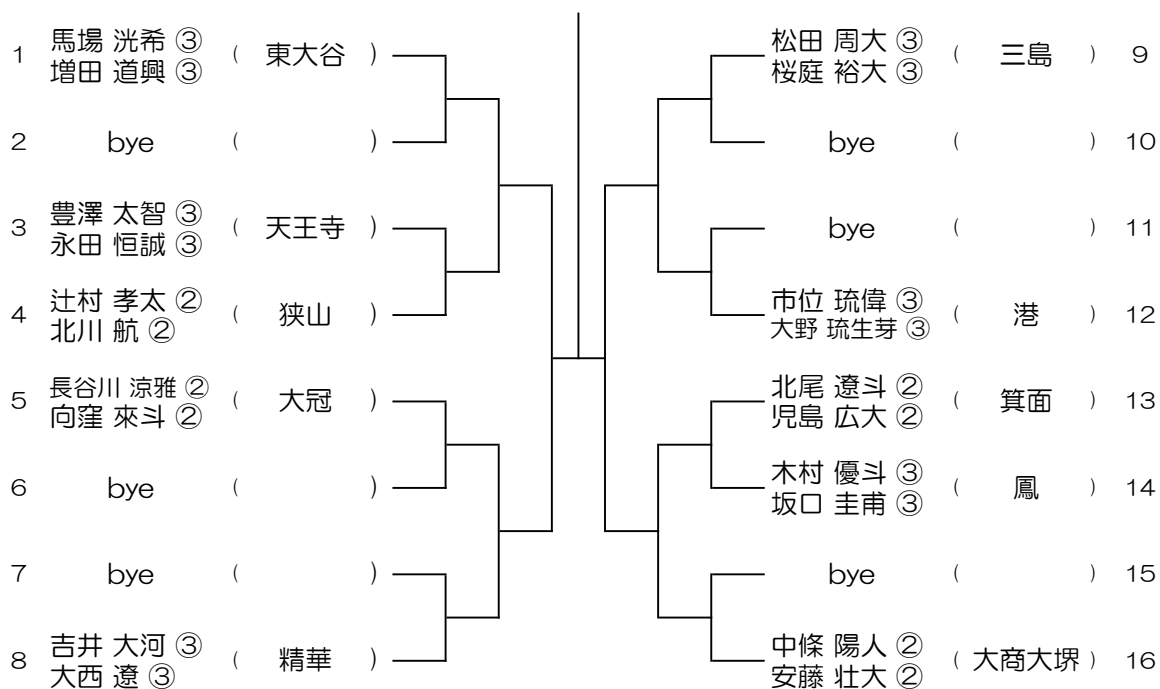 1 馬場 洸希 ③ ( 東大谷 )
増田 道興 ③
2 bye ( )
3 豊澤 太智 ③ ( 天王寺 )
永田 恒誠 ③
4 辻村 孝太 ② ( 狭山 )
北川 航 ②
5 長谷川 涼雅 ② ( 大冠 )
向窪 來斗 ②
6 bye ( )
7 bye ( )
8 吉井 大河 ③ ( 精華 )
大西 遼 ③
松田 周大 ③ ( 三島 ) 9
桜庭 裕大 ③
bye ( ) 10
bye ( ) 11
市位 琉偉 ③ ( 港 ) 12
大野 琉生芽 ③
北尾 遼斗 ② ( 箕面 ) 13
児島 広大 ②
木村 優斗 ③ ( 鳳 ) 14
坂口 圭甫 ③
bye ( ) 15
中條 陽人 ② ( 大商大堺 ) 16
安藤 壮大 ②